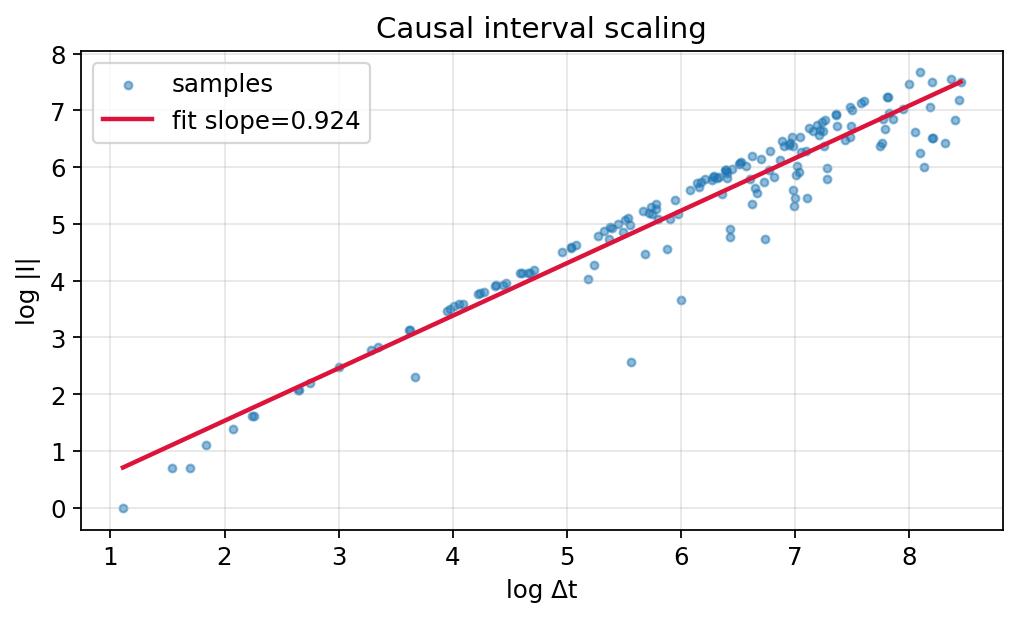 Causal interval scaling
samples
fit slope=0.924
8
7
6
5
4
3
2
1
0
log |I|
1 2 3 4 5 6 7 8
log Δt